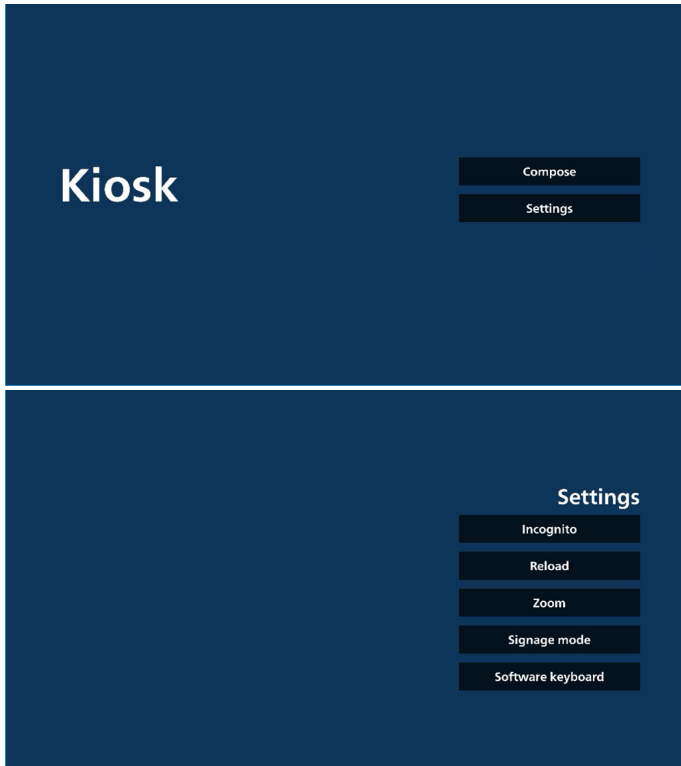 Kiosk
Compose
Settings
Settings
Incognito
Reload
Zoom
Signage mode
Software keyboard